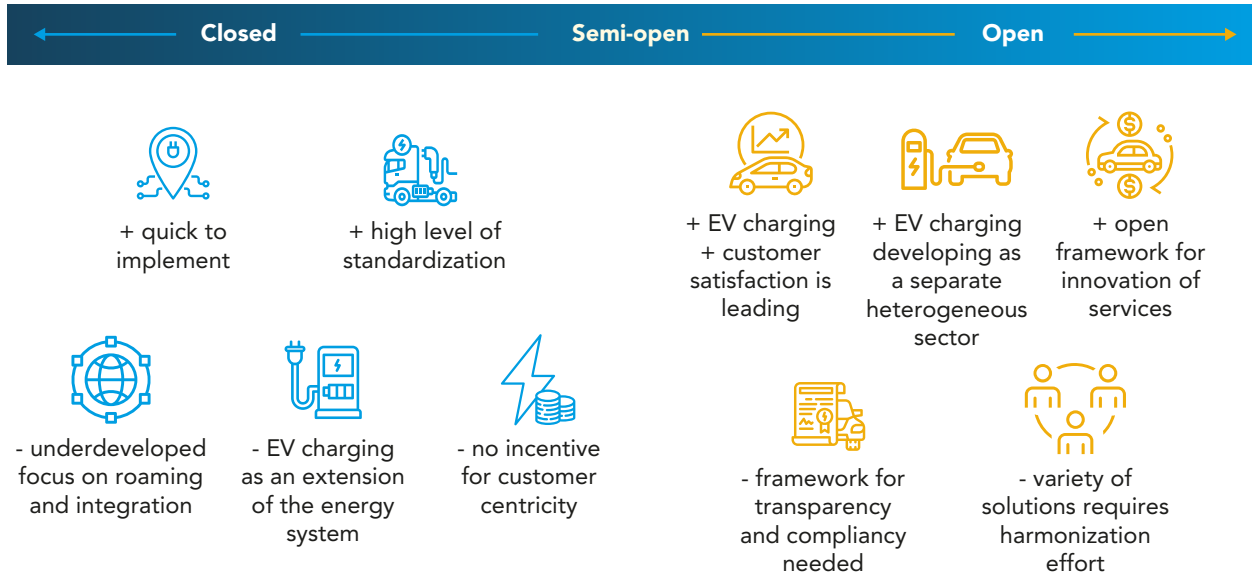 Closed
Semi-open
Open
+ quick to
implement
+ high level of
standardization
+ EV charging
+ customer
satisfaction is
leading
+ EV charging
developing as
a separate
heterogeneous
sector
+ open
framework for
innovation of
services
- underdeveloped
focus on roaming
and integration
- EV charging
as an extension
of the energy
system
- no incentive
for customer
centricity
- framework for
transparency
and compliancy
needed
- variety of
solutions requires
harmonization
effort